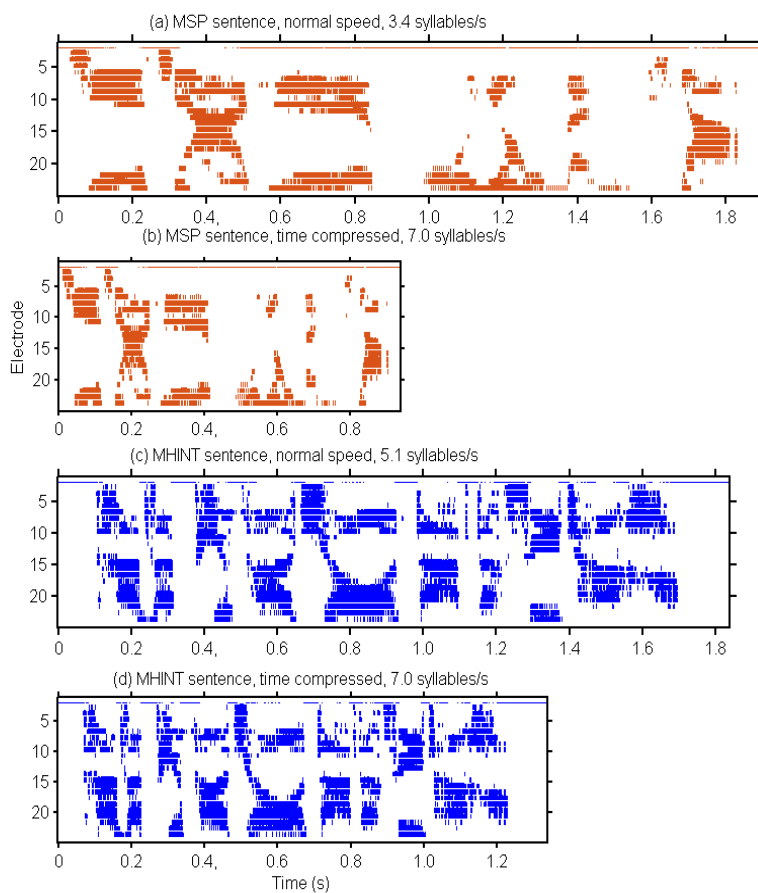 (a) MSP sentence, normal speed, 3.4 syllables/s
5
10
15
20
0 0.2 0.4, 0.6 0.8 1.0 1.2 1.4 1.6 1.8
(b) MSP sentence, time compressed, 7.0 syllables/s
5
10
15
20
Electrode
0 0.2 0.4, 0.6 0.8
(c) MHINT sentence, normal speed, 5.1 syllables/s
5
10
15
20
0 0.2 0.4, 0.6 0.8 1.0 1.2 1.4 1.6 1.8
(d) MHINT sentence, time compressed, 7.0 syllables/s
5
10
15
20
0 0.2 0.4, 0.6 0.8 1.0 1.2
Time (s)